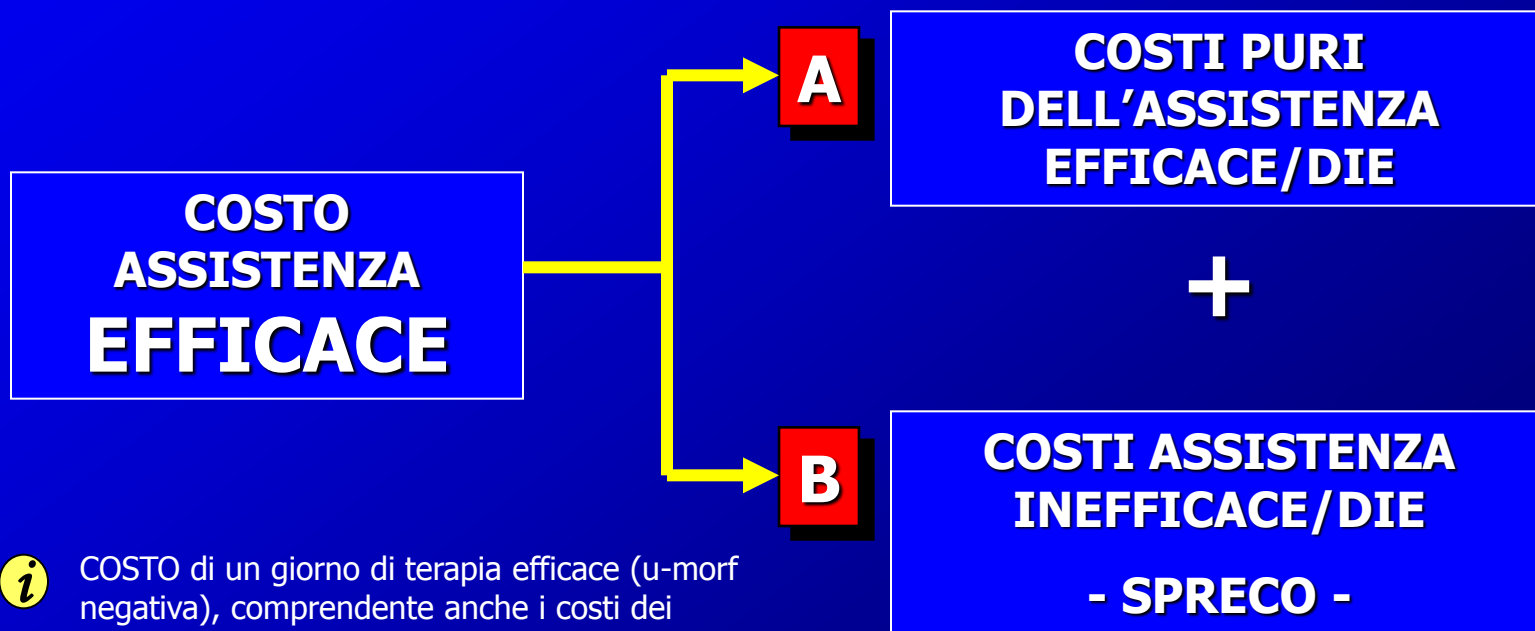 COSTO
ASSISTENZA
EFFICACE
A
COSTI PURI
DELL’ASSISTENZA
EFFICACE/DIE
+
B
COSTI ASSISTENZA
INEFFICACE/DIE
- SPRECO -
i
COSTO di un giorno di terapia efficace (u-morf
negativa), comprendente anche i costi dei